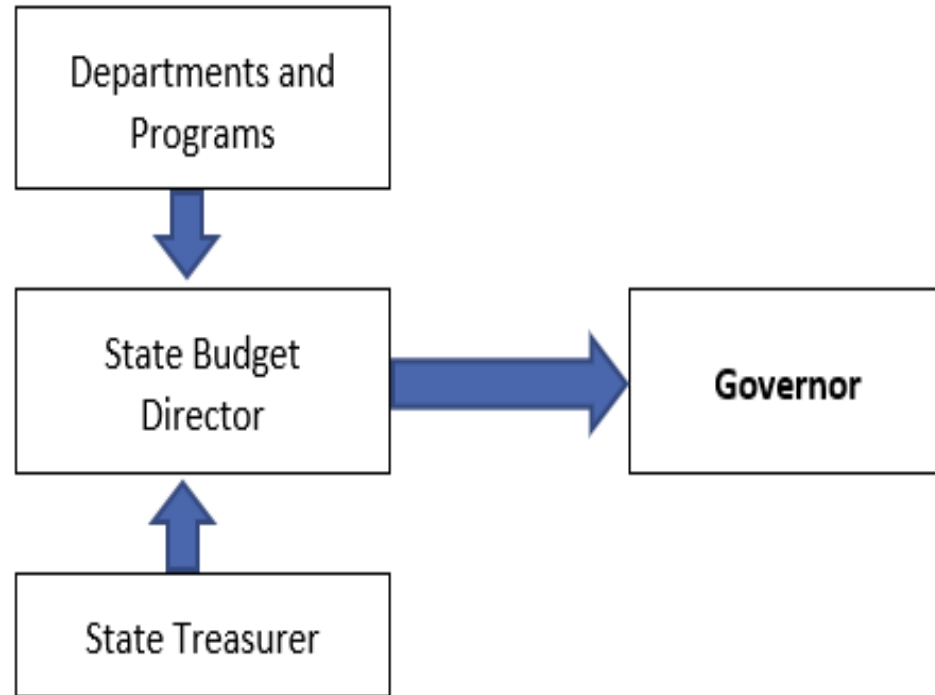 Departments and
Programs
State Budget
Director
Governor
State Treasurer